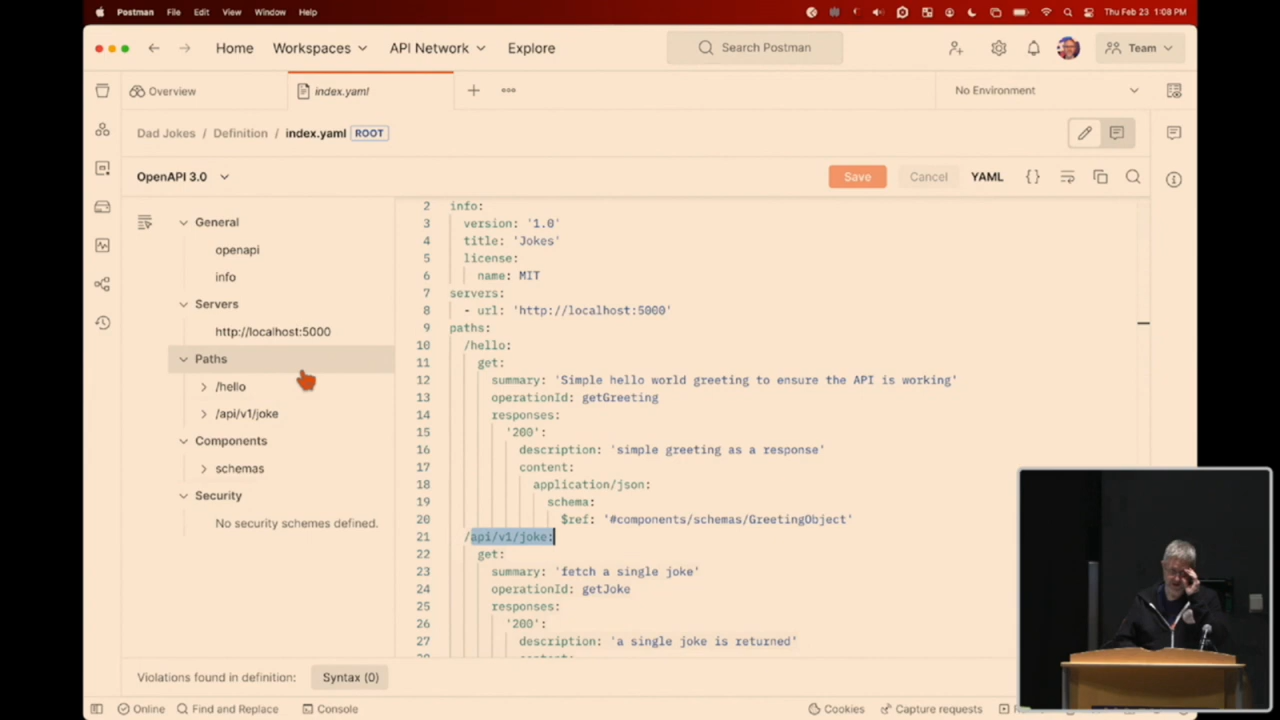 Postman File Edit View Window Help Thu Feb 23 1:08 PM
Home Workspaces API Network Explore Search Postman Team
Overview index.yaml No Environment
Dad Jokes / Definition / index.yaml ROOT
OpenAPI 3.0 Save Cancel YAML {}
General
openapi
info
Servers
http://localhost:5000
Paths
/hello
/api/v1/joke
Components
schemas
Security
No security schemes defined.
2 info:
3 version: '1.0'
4 title: 'Jokes'
5 license:
6 name: MIT
7 servers:
8 - url: 'http://localhost:5000'
9 paths:
10 /hello:
11 get:
12 summary: 'Simple hello world greeting to ensure the API is working'
13 operationId: getGreeting
14 responses:
15 '200':
16 description: 'simple greeting as a response'
17 content:
18 application/json:
19 schema:
20 $ref: '#components/schemas/GreetingObject'
21 /api/v1/joke:
22 get:
23 summary: 'fetch a single joke'
24 operationId: getJoke
25 responses:
26 '200':
27 description: 'a single joke is returned'
Violations found in definition: Syntax (0)
Online Find and Replace Console Cookies Capture requests